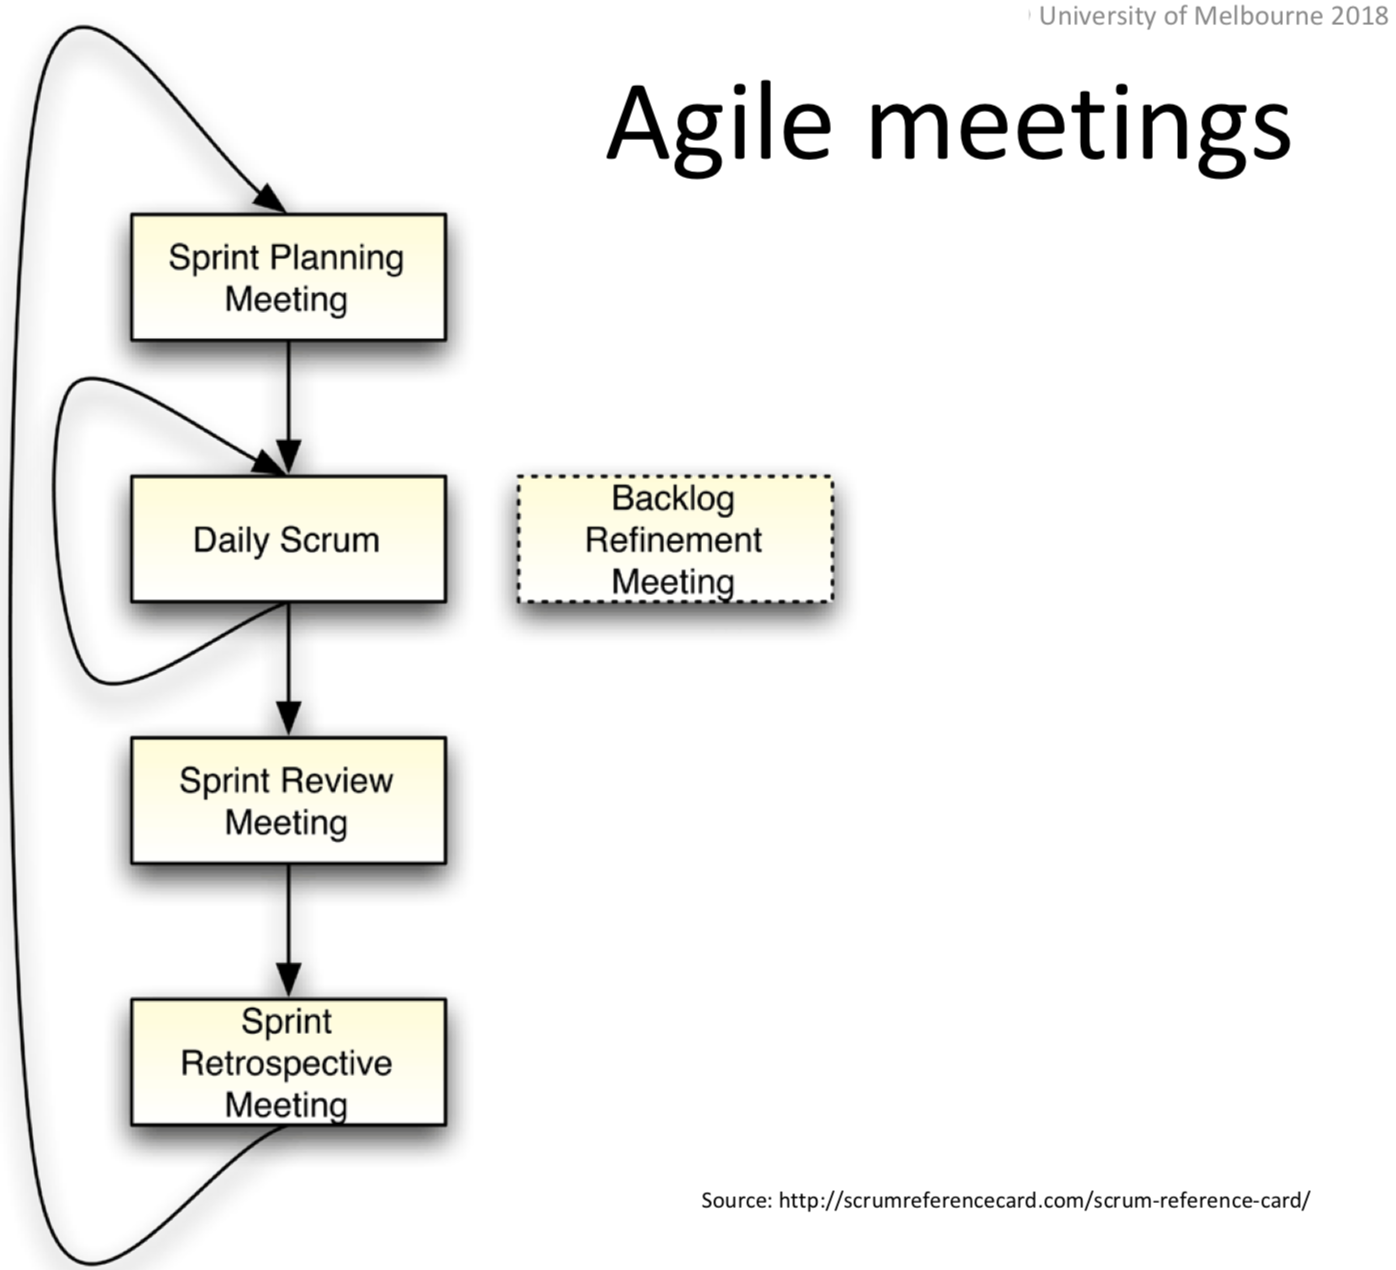 University of Melbourne 2018
Agile meetings
Sprint Planning
Meeting
Daily Scrum
Backlog
Refinement
Meeting
Sprint Review
Meeting
Sprint
Retrospective
Meeting
Source: http://scrumreferencecard.com/scrum-reference-card/